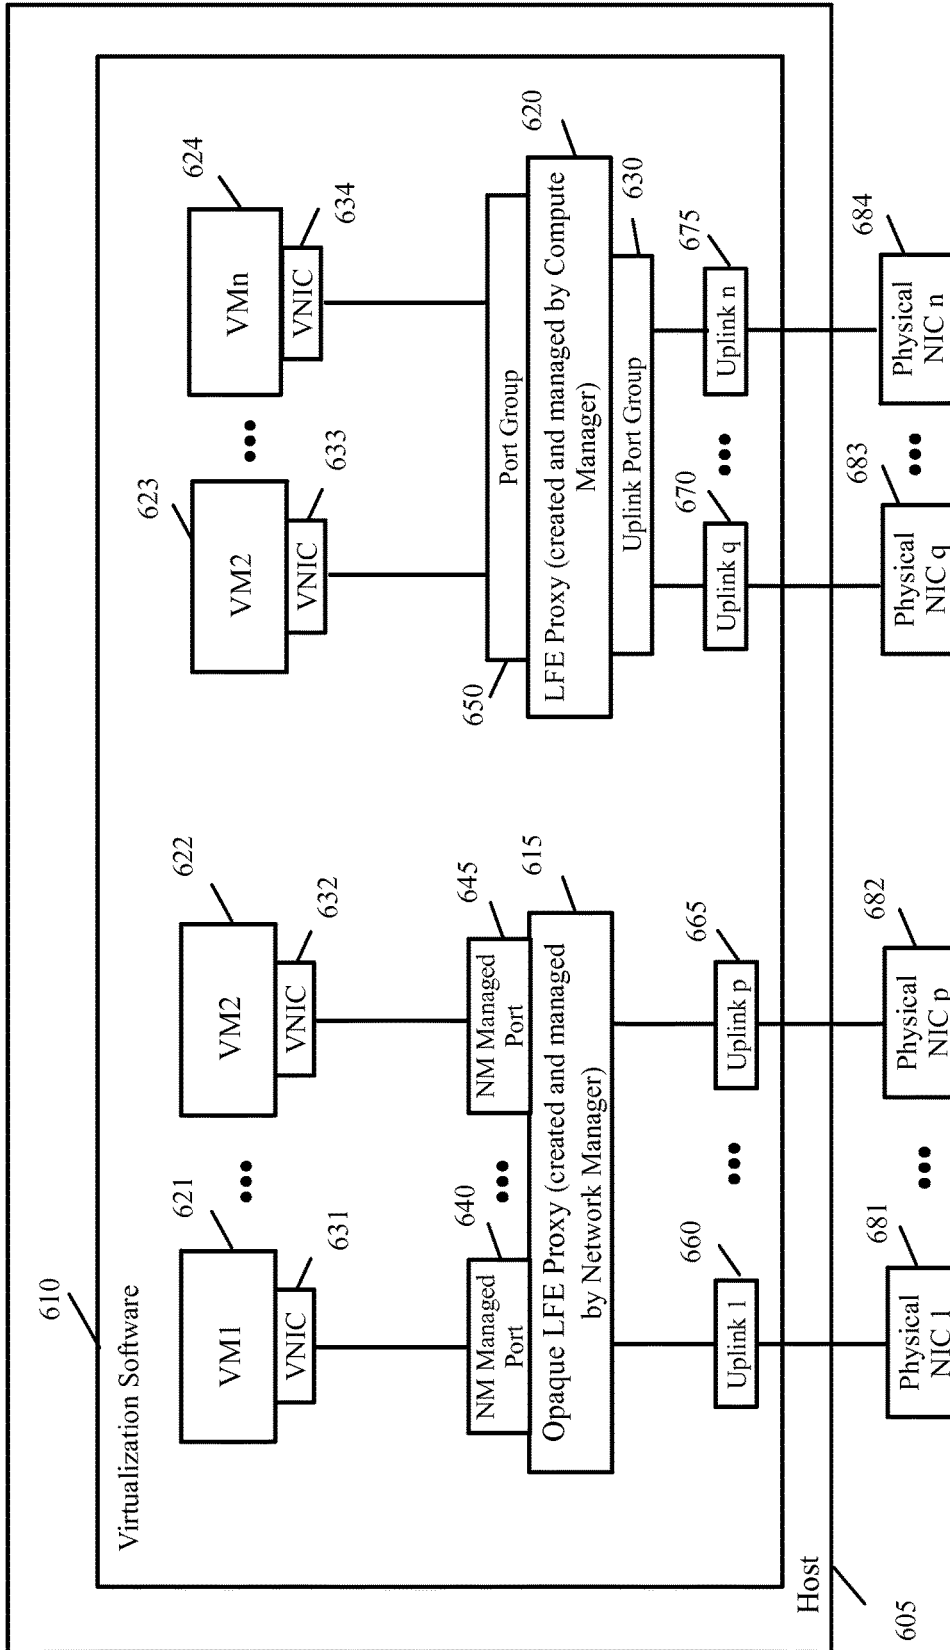 610
Virtualization Software
621
622
623
624
VM1
VM2
VM2
VMn
VNIC
VNIC
VNIC
VNIC
631
632
633
634
640
645
650
NM Managed
Port
NM Managed
Port
Port Group
615
620
Opaque LFE Proxy (created and managed
by Network Manager)
LFE Proxy (created and managed by Compute
Manager)
Uplink Port Group
630
660
665
670
675
Uplink 1
Uplink p
Uplink q
Uplink n
Host
605
681
682
683
684
Physical
NIC 1
Physical
NIC p
Physical
NIC q
Physical
NIC n